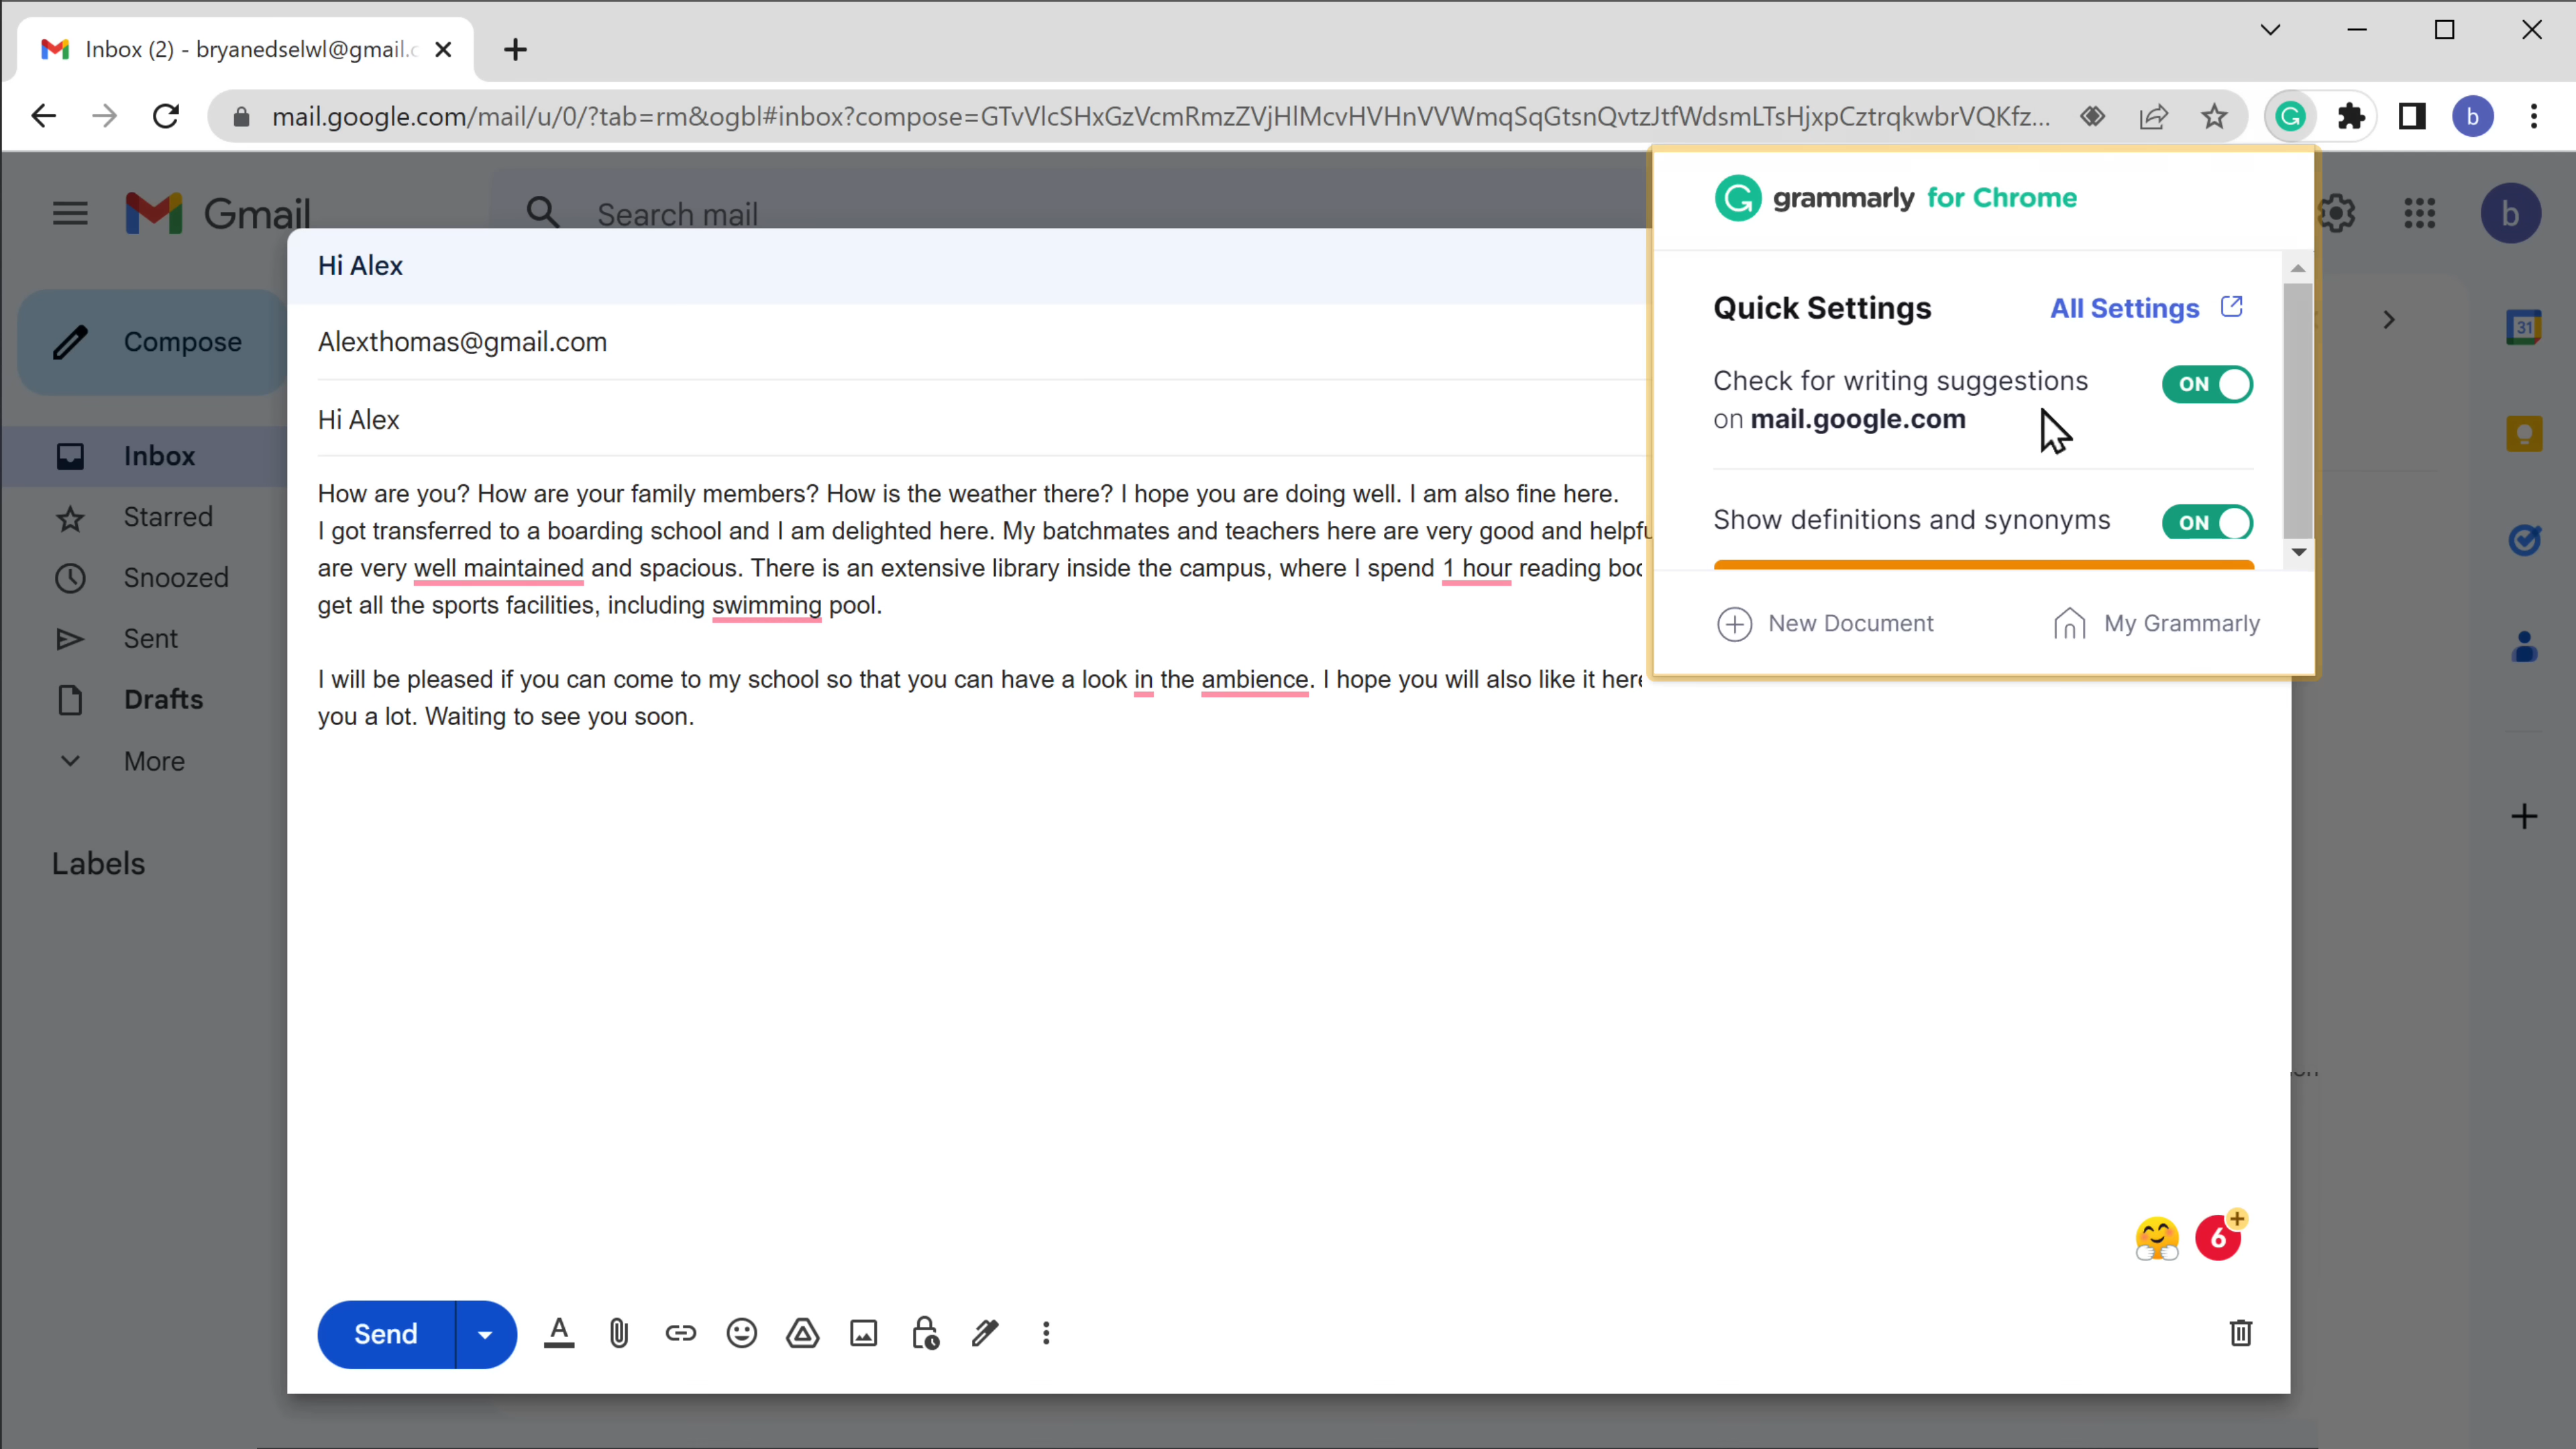 Inbox (2) - bryanedselwl@gmail.c
mail.google.com/mail/u/0/?tab=rm&ogbl#inbox?compose=GTvVlcSHxGzVcmRmzZVjHlMcvHVHnVVWmqSqGtsnQvtzJtfWdsmLTsHjxpCztrqkwbrVQKfz...
b
Gmail
Search mail
b
grammarly for Chrome
Quick Settings All Settings
Check for writing suggestions ON
on mail.google.com
Show definitions and synonyms ON
New Document My Grammarly
Compose
Inbox
Starred
Snoozed
Sent
Drafts
More
Labels
Hi Alex
Alexthomas@gmail.com
Hi Alex
How are you? How are your family members? How is the weather there? I hope you are doing well. I am also fine here.
I got transferred to a boarding school and I am delighted here. My batchmates and teachers here are very good and helpfu
are very well maintained and spacious. There is an extensive library inside the campus, where I spend 1 hour reading boo
get all the sports facilities, including swimming pool.
I will be pleased if you can come to my school so that you can have a look in the ambience. I hope you will also like it here
you a lot. Waiting to see you soon.
31
6
Send